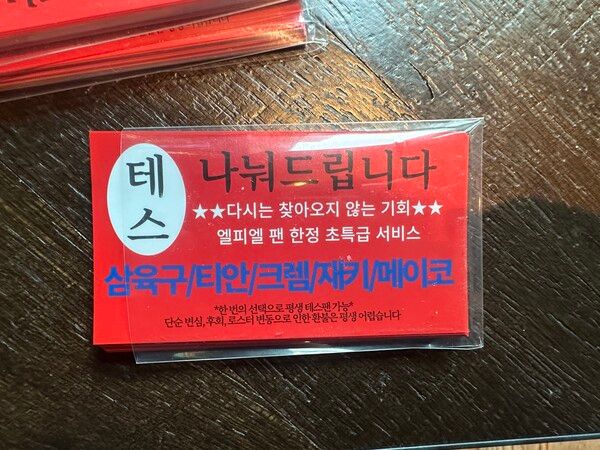 테스
나눠드립니다
★★다시는 찾아오지 않는 기회★★
엘피엘 팬 한정 초특급 서비스
삼육구/티안/크렘/재키/메이코
*한 번의 선택으로 평생 테스팬 가능*
단순 변심, 후회, 로스터 변동으로 인한 환불은 평생 어렵습니다